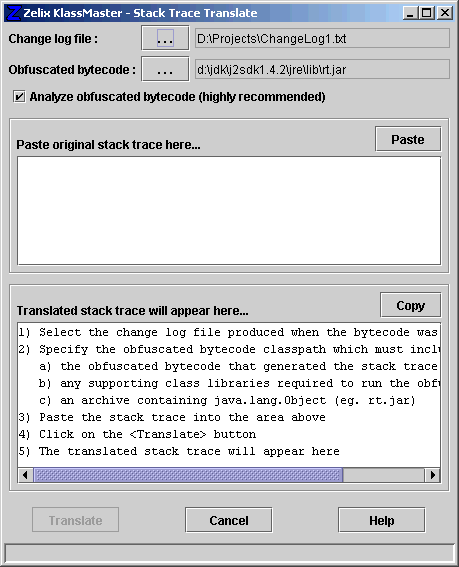 Zelix KlassMaster - Stack Trace Translate
Change log file : ... D:\Projects\ChangeLog1.txt
Obfuscated bytecode : ... d:\jdk\j2sdk1.4.2\jre\lib\rt.jar
Analyze obfuscated bytecode (highly recommended)
Paste original stack trace here... Paste
Translated stack trace will appear here... Copy
1) Select the change log file produced when the bytecode was
2) Specify the obfuscated bytecode classpath which must inclu
a) the obfuscated bytecode that generated the stack trace
b) any supporting class libraries required to run the obfu
c) an archive containing java.lang.Object (eg. rt.jar)
3) Paste the stack trace into the area above
4) Click on the <Translate> button
5) The translated stack trace will appear here
Translate Cancel Help